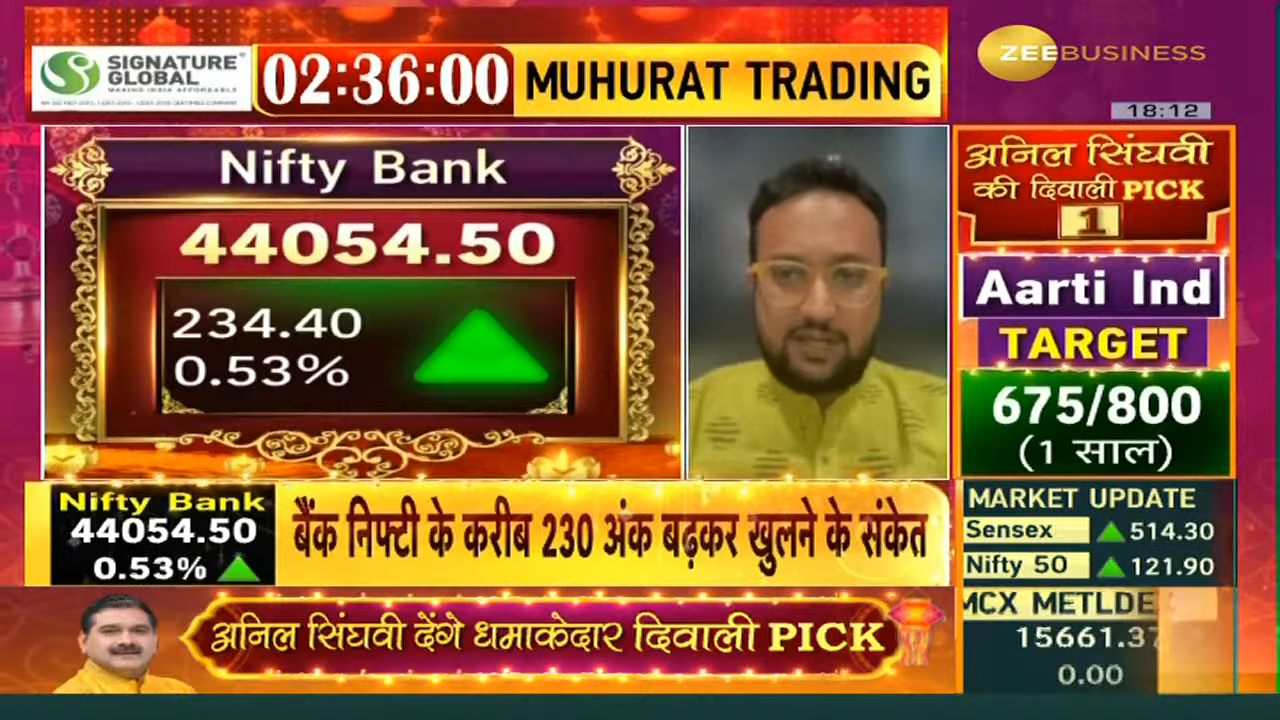 SIGNATURE
GLOBAL
MAKING INDIA AFFORDABLE
02:36:00
MUHURAT TRADING
ZEEBUSINESS
18:12
Nifty Bank
44054.50
234.40
0.53%
अनिल सिंघवी
की दिवाली PICK
1
Aarti Ind
TARGET
675/800
(1 साल)
Nifty Bank
44054.50
0.53%
बैंक निफ्टी के करीब 230 अंक बढ़कर खुलने के संकेत
MARKET UPDATE
Sensex 514.30
Nifty 50 121.90
MCX METLDE
15661.37
0.00
अनिल सिंघवी देंगे धमाकेदार दिवाली PICK